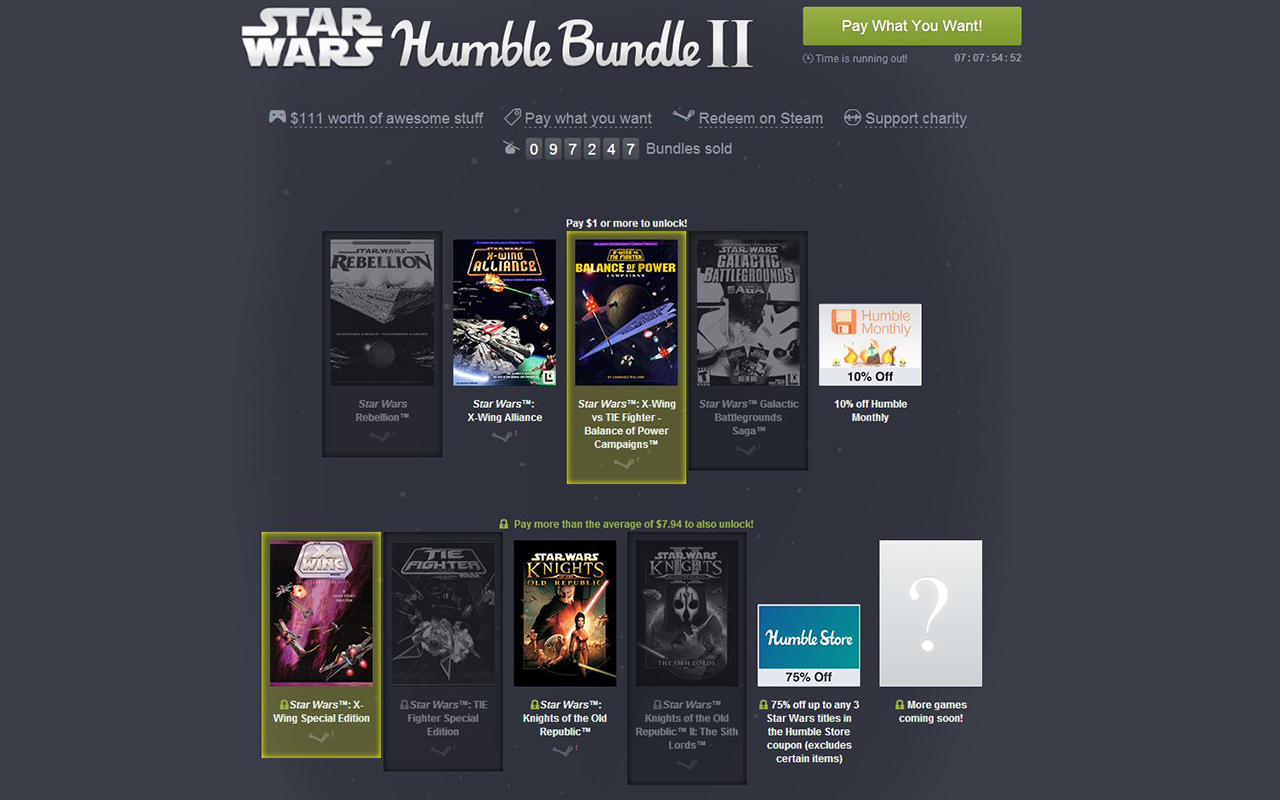 STAR WARS Humble Bundle II
Pay What You Want!
Time is running out!
07:07:54:52
$111 worth of awesome stuff
Pay what you want
Redeem on Steam
Support charity
097247 Bundles sold
Pay $1 or more to unlock!
STAR WARS
REBELLION
STAR WARS
X-WING
ALLIANCE
STAR WARS
X-WING VS
TIE FIGHTER
BALANCE OF POWER
CAMPAIGNS
BY LAWRENCE HOLLAND
STAR WARS
GALACTIC
BATTLEGROUNDS
SAGA
Humble
Monthly
10% Off
Star Wars
Rebellion™
Star Wars™:
X-Wing Alliance
Star Wars™: X-Wing
vs TIE Fighter -
Balance of Power
Campaigns™
Star Wars™ Galactic
Battlegrounds
Saga™
10% off Humble
Monthly
Pay more than the average of $7.94 to also unlock!
X
WING
TIE
FIGHTER
STAR WARS
KNIGHTS
OF THE
OLD REPUBLIC
STAR WARS
KNIGHTS
OF THE
OLD REPUBLIC
II
THE SITH LORDS
Humble Store
75% Off
?
Star Wars™: X-
Wing Special Edition
Star Wars™: TIE
Fighter Special
Edition
Star Wars™:
Knights of the Old
Republic™
Star Wars™
Knights of the Old
Republic™ II: The Sith
Lords™
75% off up to any 3
Star Wars titles in
the Humble Store
coupon (excludes
certain items)
More games
coming soon!